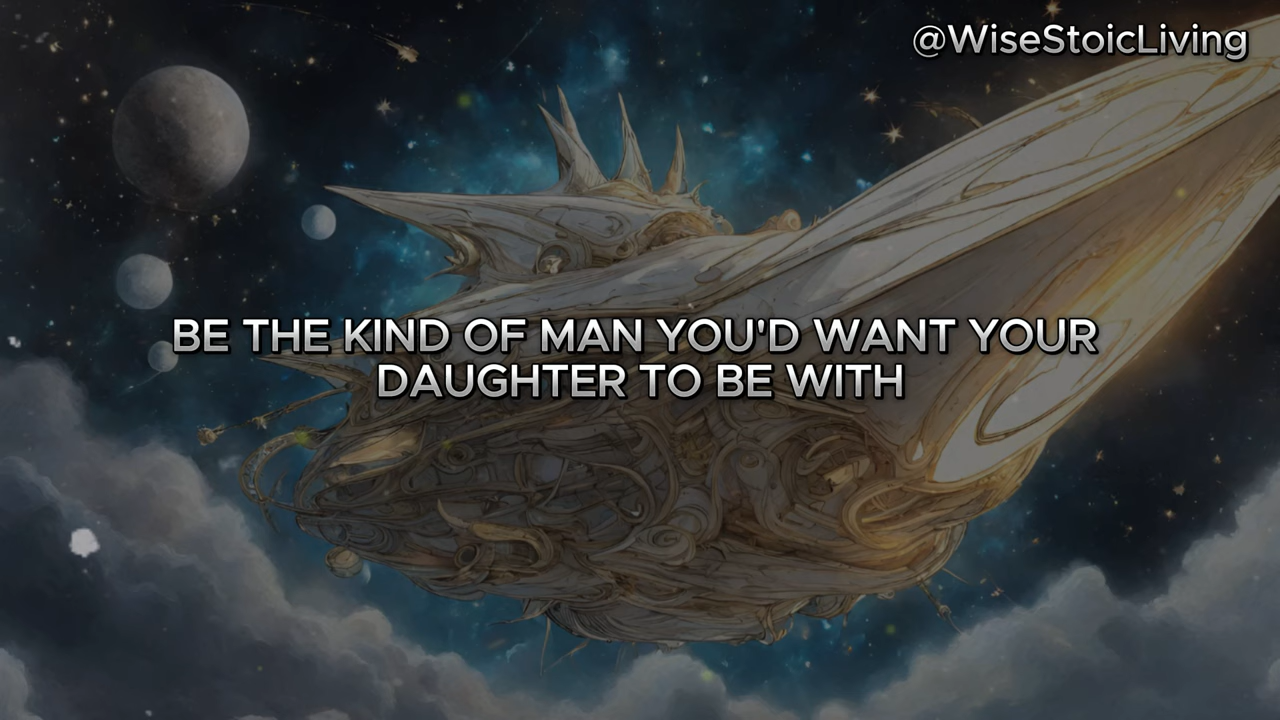 @WiseStoicLiving
BE THE KIND OF MAN YOU'D WANT YOUR
DAUGHTER TO BE WITH